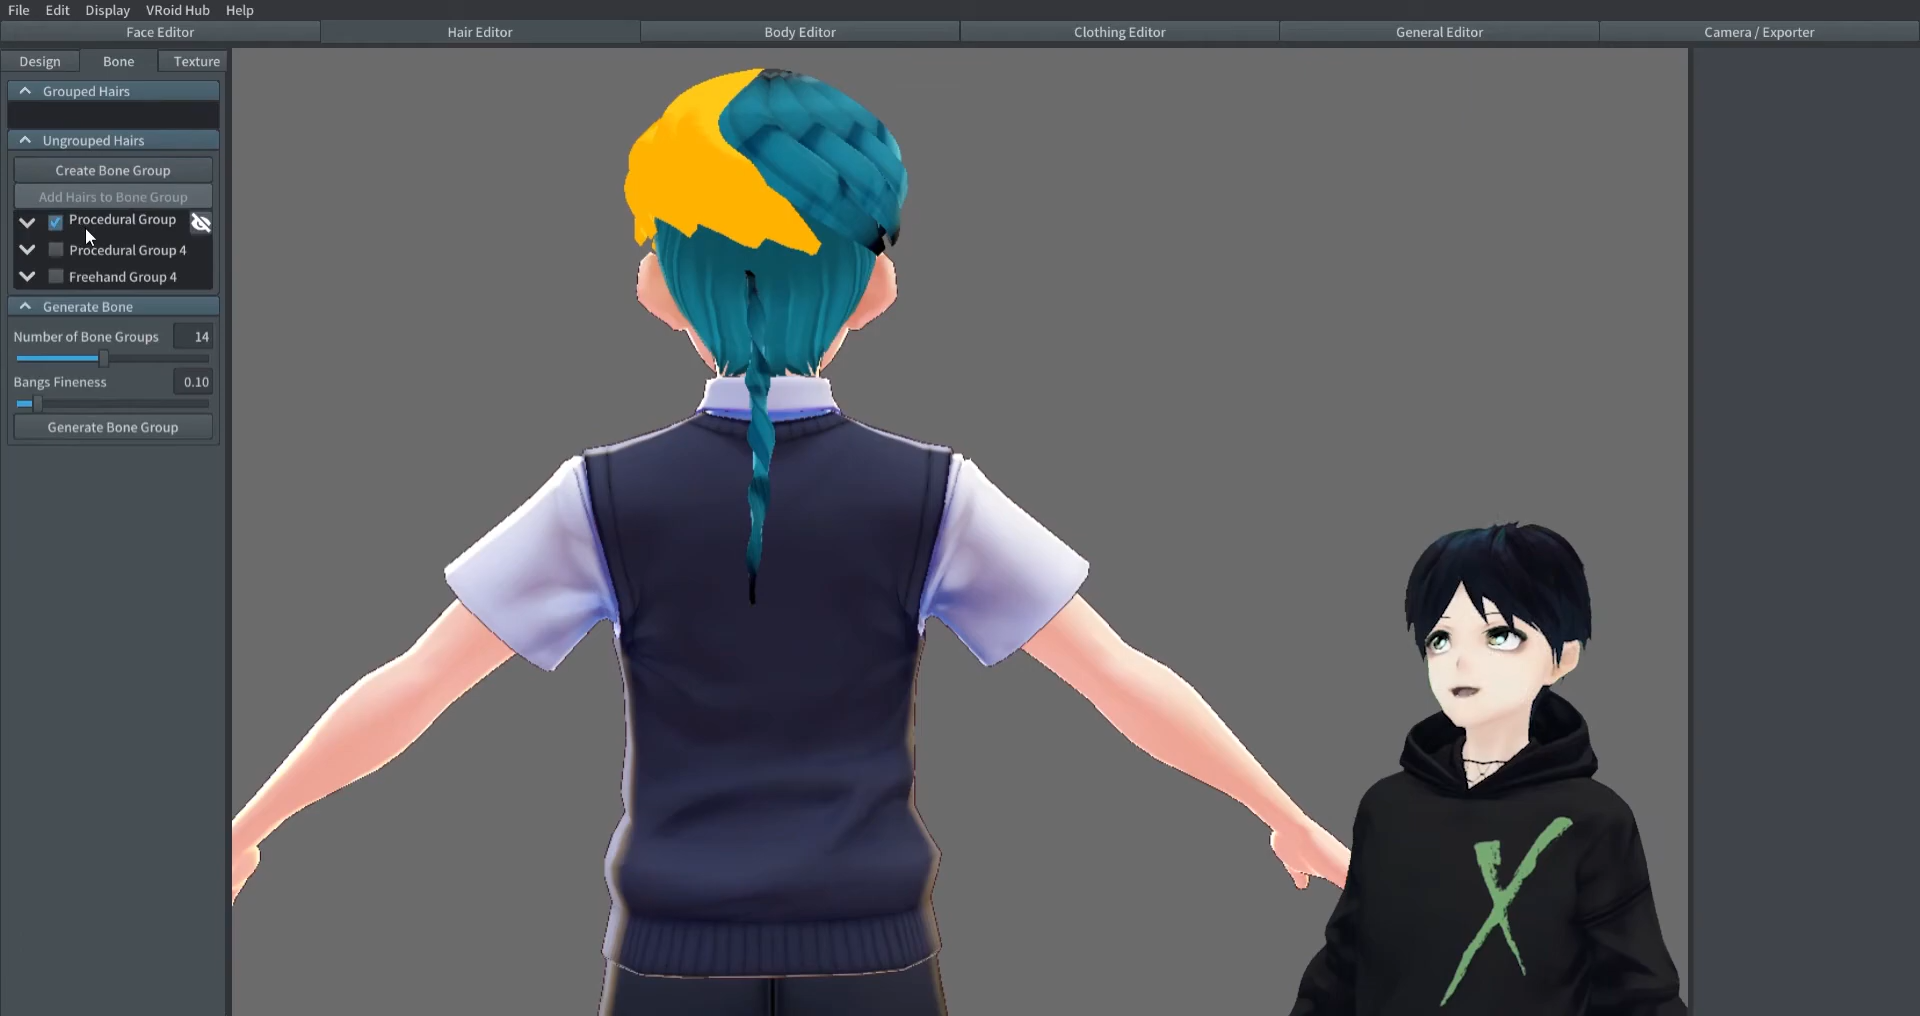 File Edit Display VRoid Hub Help
Face Editor Hair Editor Body Editor Clothing Editor General Editor Camera / Exporter
Design Bone Texture
Grouped Hairs
Ungrouped Hairs
Create Bone Group
Add Hairs to Bone Group
Procedural Group
Procedural Group 4
Freehand Group 4
Generate Bone
Number of Bone Groups 14
Bangs Fineness 0.10
Generate Bone Group
X